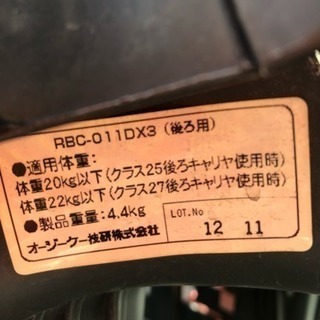 RBC-011DX3 (後ろ用)
●適用体重:
体重20kg以下(クラス25後ろキャリヤ使用時)
体重22kg以下(クラス27後ろキャリヤ使用時)
●製品重量:4.4kg
オージーケー技研株式会社
LOT.No
12 11